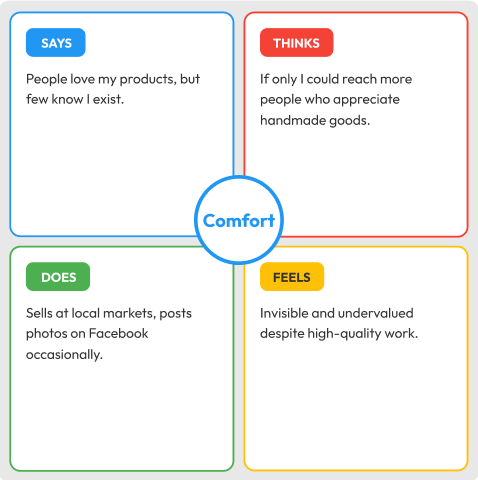 SAYS
People love my products, but
few know I exist.
THINKS
If only I could reach more
people who appreciate
handmade goods.
Comfort
DOES
Sells at local markets, posts
photos on Facebook
occasionally.
FEELS
Invisible and undervalued
despite high-quality work.